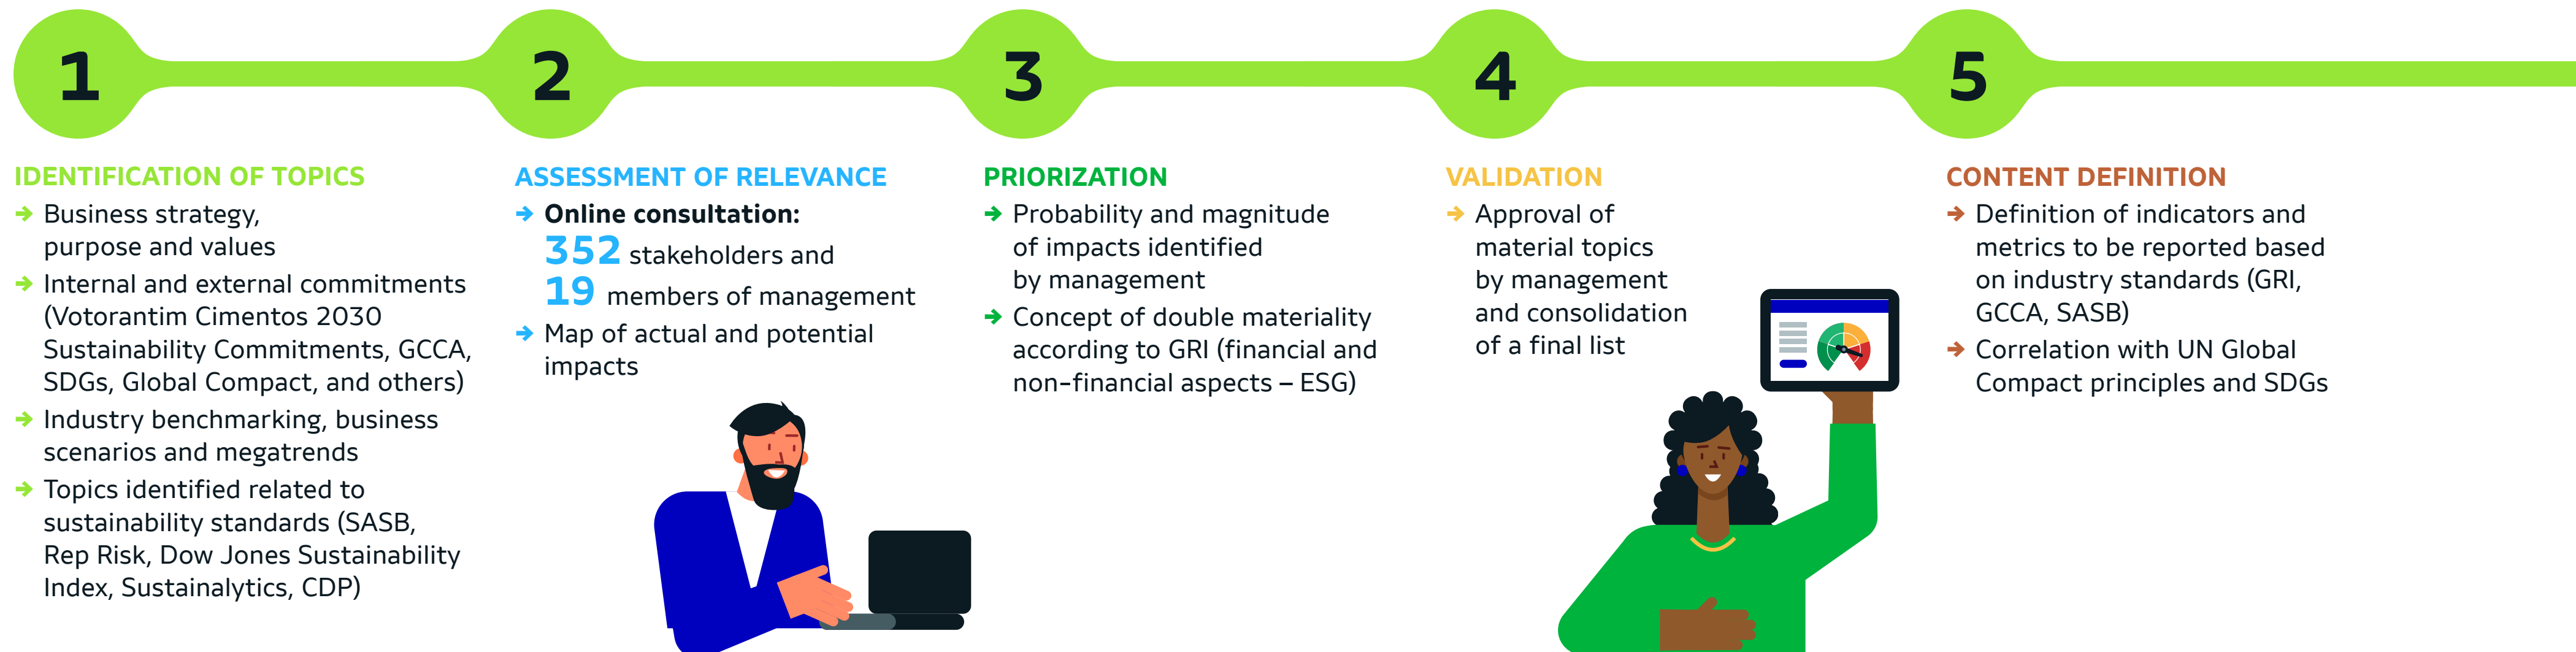 1
2
3
4
5
IDENTIFICATION OF TOPICS
→ Business strategy,
purpose and values
→ Internal and external commitments
(Votorantim Cimentos 2030
Sustainability Commitments, GCCA,
SDGs, Global Compact, and others)
→ Industry benchmarking, business
scenarios and megatrends
→ Topics identified related to
sustainability standards (SASB,
Rep Risk, Dow Jones Sustainability
Index, Sustainalytics, CDP)
ASSESSMENT OF RELEVANCE
→ Online consultation:
352 stakeholders and
19 members of management
→ Map of actual and potential
impacts
PRIORIZATION
→ Probability and magnitude
of impacts identified
by management
→ Concept of double materiality
according to GRI (financial and
non-financial aspects – ESG)
VALIDATION
→ Approval of
material topics
by management
and consolidation
of a final list
CONTENT DEFINITION
→ Definition of indicators and
metrics to be reported based
on industry standards (GRI,
GCCA, SASB)
→ Correlation with UN Global
Compact principles and SDGs